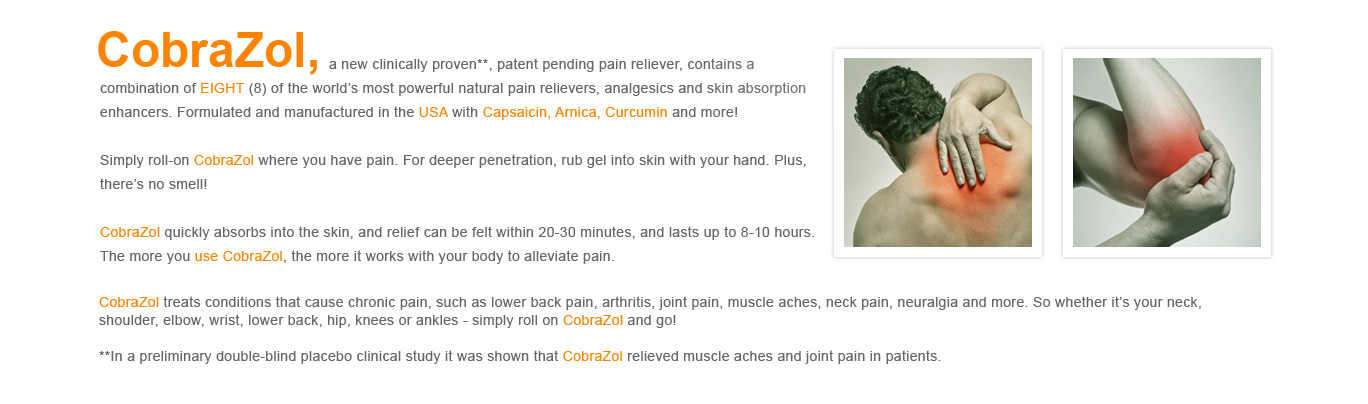 CobraZol, a new clinically proven**, patent pending pain reliever, contains a
combination of EIGHT (8) of the world's most powerful natural pain relievers, analgesics and skin absorption
enhancers. Formulated and manufactured in the USA with Capsaicin, Arnica, Curcumin and more!
Simply roll-on CobraZol where you have pain. For deeper penetration, rub gel into skin with your hand. Plus,
there's no smell!
CobraZol quickly absorbs into the skin, and relief can be felt within 20-30 minutes, and lasts up to 8-10 hours.
The more you use CobraZol, the more it works with your body to alleviate pain.
CobraZol treats conditions that cause chronic pain, such as lower back pain, arthritis, joint pain, muscle aches, neck pain, neuralgia and more. So whether it's your neck,
shoulder, elbow, wrist, lower back, hip, knees or ankles - simply roll on CobraZol and go!
**In a preliminary double-blind placebo clinical study it was shown that CobraZol relieved muscle aches and joint pain in patients.